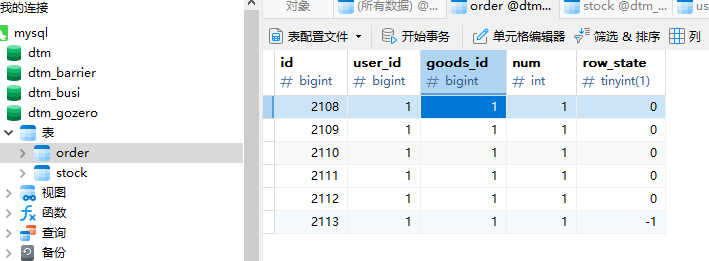 我的连接
mysql
dtm
dtm_barrier
dtm_busi
dtm_gozero
表
order
stock
视图
函数
查询
备份
对象
(所有数据) @...
order @dtm...
stock @dtm_...
us
表配置文件
开始事务
单元格编辑器
筛选 & 排序
列
id user_id goods_id num row_state
# bigint # bigint # bigint # int # tinyint(1)
2108 1 1 1 0
2109 1 1 1 0
2110 1 1 1 0
2111 1 1 1 0
2112 1 1 1 0
2113 1 1 1 -1